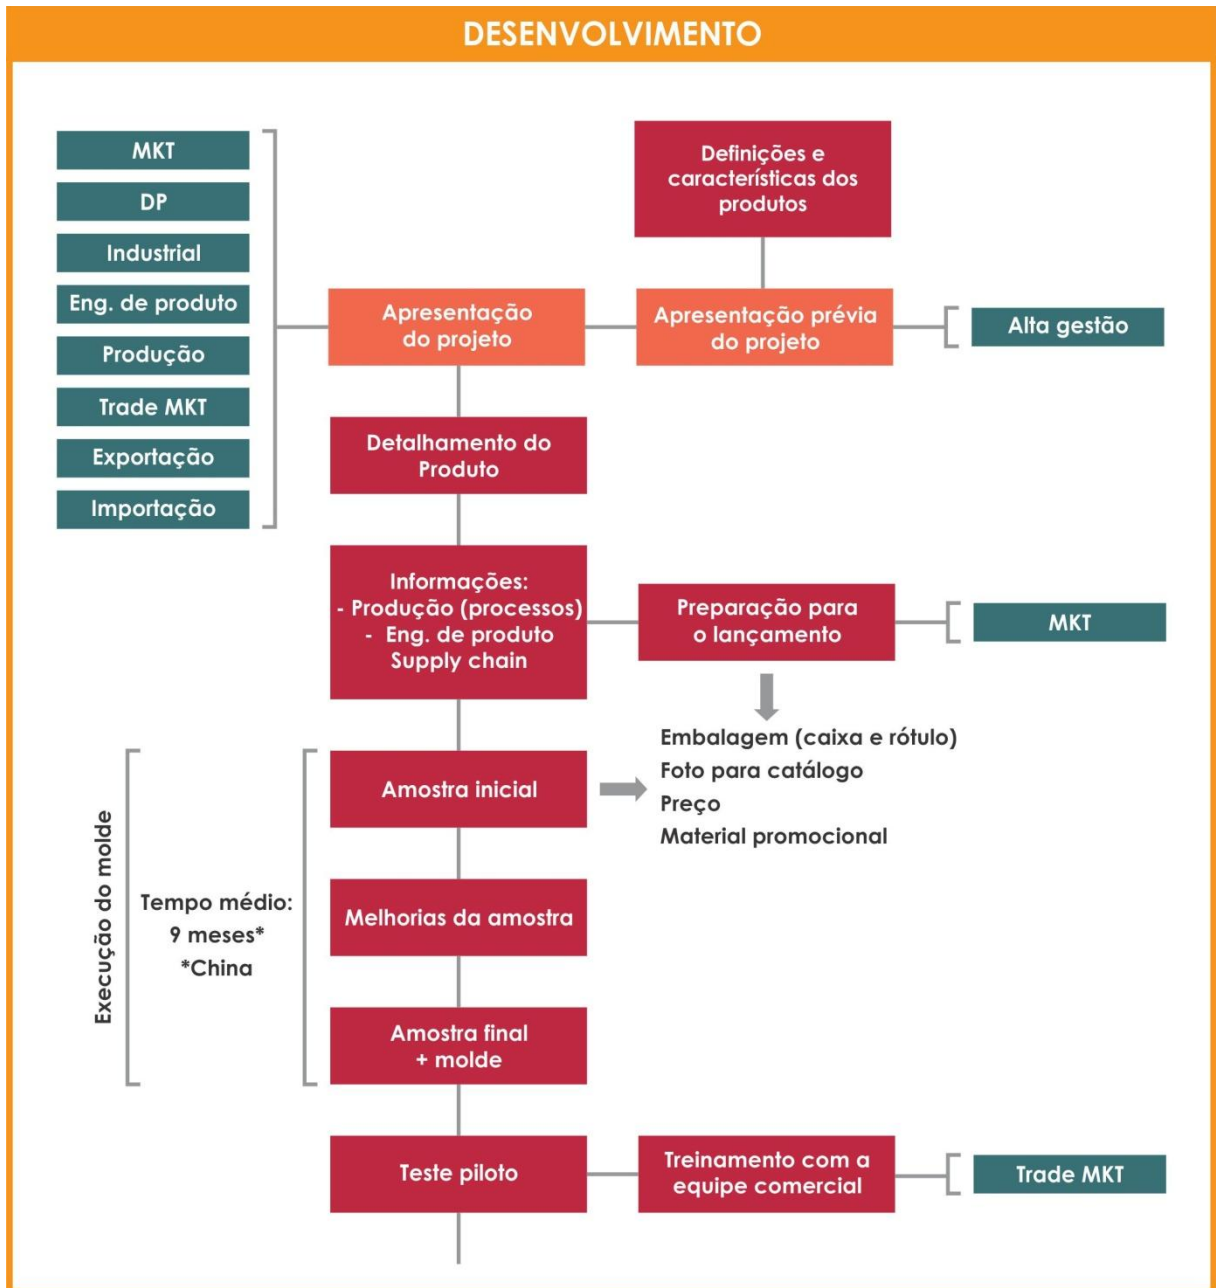 DESENVOLVIMENTO
MKT
DP
Industrial
Eng. de produto
Produção
Trade MKT
Exportação
Importação
Definições e
características dos
produtos
Apresentação
do projeto
Apresentação prévia
do projeto
Alta gestão
Detalhamento do
Produto
Informações:
- Produção (processos)
- Eng. de produto
Supply chain
Preparação para
o lançamento
MKT
Embalagem (caixa e rótulo)
Foto para catálogo
Preço
Material promocional
Execução do molde
Tempo médio:
9 meses*
*China
Amostra inicial
Melhorias da amostra
Amostra final
+ molde
Teste piloto
Treinamento com a
equipe comercial
Trade MKT